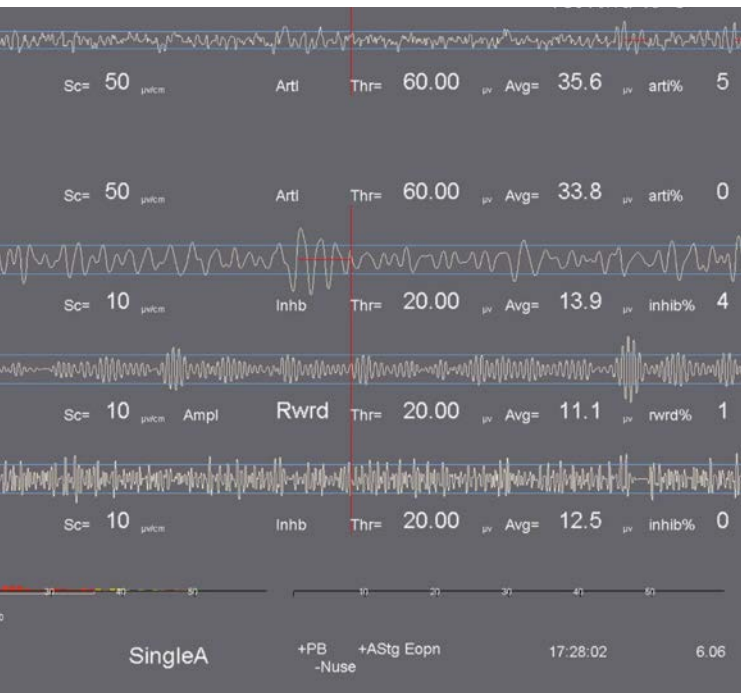 Sc= 50 µv/cm Artl Thr= 60.00 µv Avg= 35.6 µv arti% 5
Sc= 50 µv/cm Artl Thr= 60.00 µv Avg= 33.8 µv arti% 0
Sc= 10 µv/cm Inhb Thr= 20.00 µv Avg= 13.9 µv inhib% 4
Sc= 10 µv/cm Ampl Rwrd Thr= 20.00 µv Avg= 11.1 µv rwrd% 1
Sc= 10 µv/cm Inhb Thr= 20.00 µv Avg= 12.5 µv inhib% 0
30 40 50 10 20 30 40 50
0
SingleA +PB +AStg Eopn 17:28:02 6.06
-Nuse